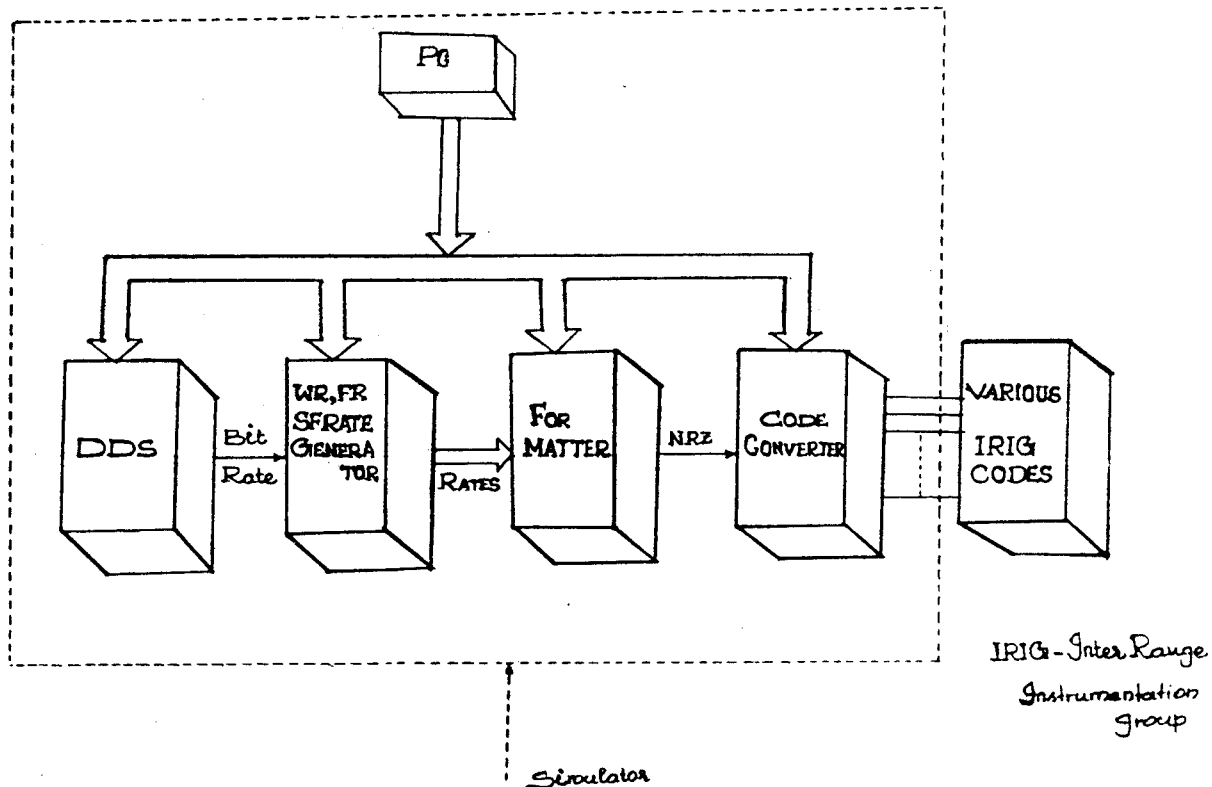 PC
DDS
Bit
Rate
WR, FR
SFRATE
GENERA
TOR
RATES
FOR
MATTER
NRZ
CODE
CONVERTER
VARIOUS
IRIG
CODES
IRIG - Inter Range
Instrumentation
group
Simulator